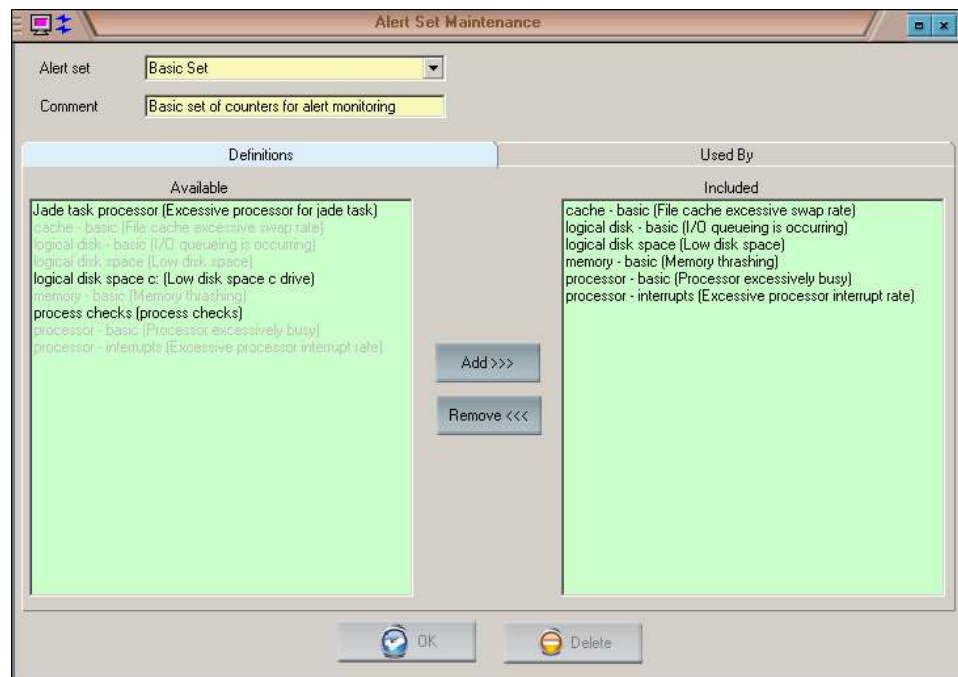 Alert Set Maintenance
Alert set
Basic Set
Comment
Basic set of counters for alert monitoring
Definitions
Used By
Available
Jade task processor (Excessive processor for jade task)
cache - basic (File cache excessive swap rate)
logical disk - basic (I/O queueing is occurring)
logical disk space (Low disk space)
logical disk space c: (Low disk space c drive)
memory - basic (Memory thrashing)
process checks (process checks)
processor - basic (Processor excessively busy)
processor - interrupts (Excessive processor interrupt rate)
Add >>>
Remove <<<
Included
cache - basic (File cache excessive swap rate)
logical disk - basic (I/O queueing is occurring)
logical disk space (Low disk space)
memory - basic (Memory thrashing)
processor - basic (Processor excessively busy)
processor - interrupts (Excessive processor interrupt rate)
OK
Delete